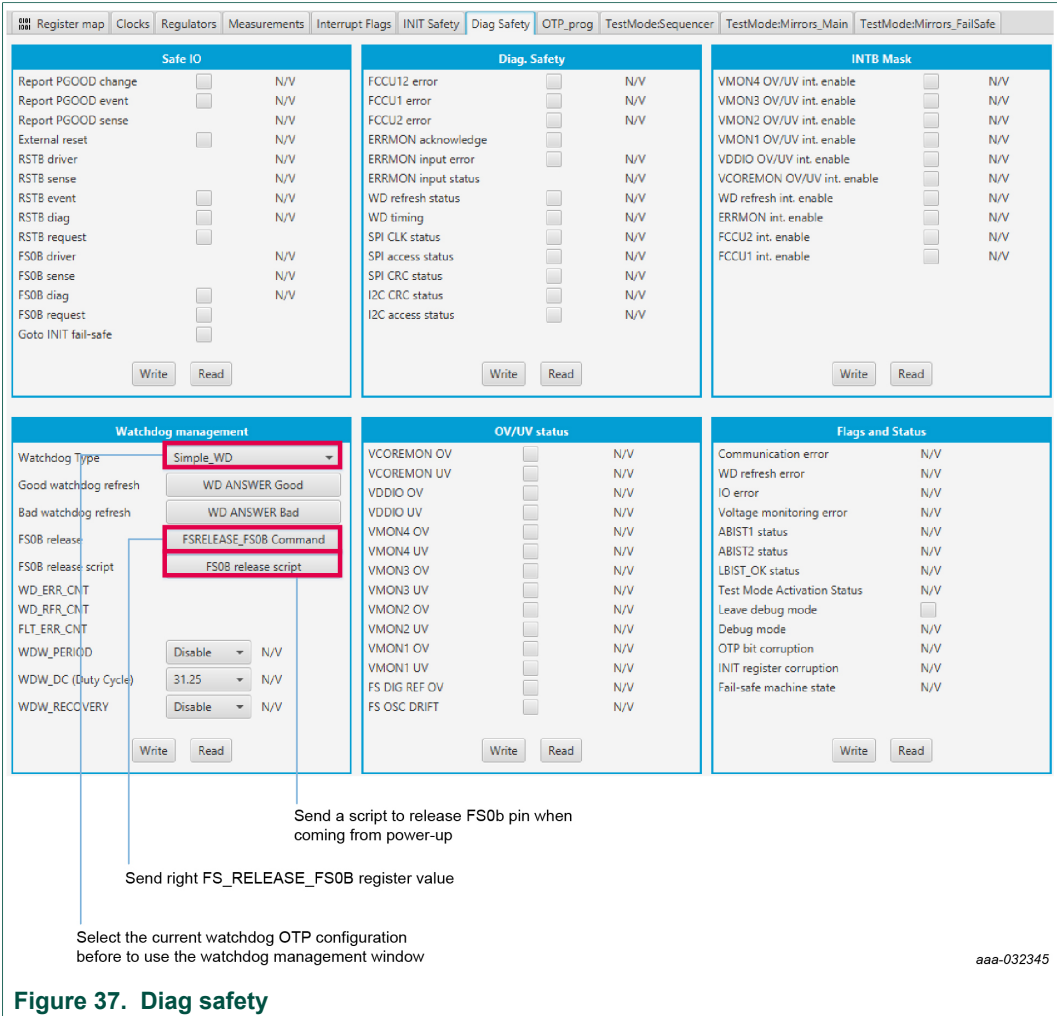 Register map Clocks Regulators Measurements Interrupt Flags INIT Safety Diag Safety OTP_prog TestMode:Sequencer TestMode:Mirrors_Main TestMode:Mirrors_FailSafe
Safe IO
Report PGOOD change N/V
Report PGOOD event N/V
Report PGOOD sense N/V
External reset N/V
RSTB driver N/V
RSTB sense N/V
RSTB event N/V
RSTB diag N/V
RSTB request
FS0B driver N/V
FS0B sense N/V
FS0B diag N/V
FS0B request
Goto INIT fail-safe
Write Read
Diag. Safety
FCCU12 error N/V
FCCU1 error N/V
FCCU2 error N/V
ERRMON acknowledge
ERRMON input error N/V
ERRMON input status N/V
WD refresh status N/V
WD timing N/V
SPI CLK status N/V
SPI access status N/V
SPI CRC status N/V
I2C CRC status N/V
I2C access status N/V
Write Read
INTB Mask
VMON4 OV/UV int. enable N/V
VMON3 OV/UV int. enable N/V
VMON2 OV/UV int. enable N/V
VMON1 OV/UV int. enable N/V
VDDIO OV/UV int. enable N/V
VCOREMON OV/UV int. enable N/V
WD refresh int. enable N/V
ERRMON int. enable N/V
FCCU2 int. enable N/V
FCCU1 int. enable N/V
Write Read
Watchdog management
Watchdog Type Simple_WD
Good watchdog refresh WD ANSWER Good
Bad watchdog refresh WD ANSWER Bad
FS0B release FSRELEASE_FS0B Command
FS0B release script FS0B release script
WD_ERR_CNT
WD_RFR_CNT
FLT_ERR_CNT
WDW_PERIOD Disable N/V
WDW_DC (Duty Cycle) 31.25 N/V
WDW_RECOVERY Disable N/V
Write Read
OV/UV status
VCOREMON OV N/V
VCOREMON UV N/V
VDDIO OV N/V
VDDIO UV N/V
VMON4 OV N/V
VMON4 UV N/V
VMON3 OV N/V
VMON3 UV N/V
VMON2 OV N/V
VMON2 UV N/V
VMON1 OV N/V
VMON1 UV N/V
FS DIG REF OV N/V
FS OSC DRIFT N/V
Write Read
Flags and Status
Communication error N/V
WD refresh error N/V
IO error N/V
Voltage monitoring error N/V
ABIST1 status N/V
ABIST2 status N/V
LBIST_OK status N/V
Test Mode Activation Status N/V
Leave debug mode
Debug mode N/V
OTP bit corruption N/V
INIT register corruption N/V
Fail-safe machine state N/V
Write Read
Send a script to release FS0b pin when
coming from power-up
Send right FS_RELEASE_FS0B register value
Select the current watchdog OTP configuration
before to use the watchdog management window
aaa-032345
Figure 37. Diag safety